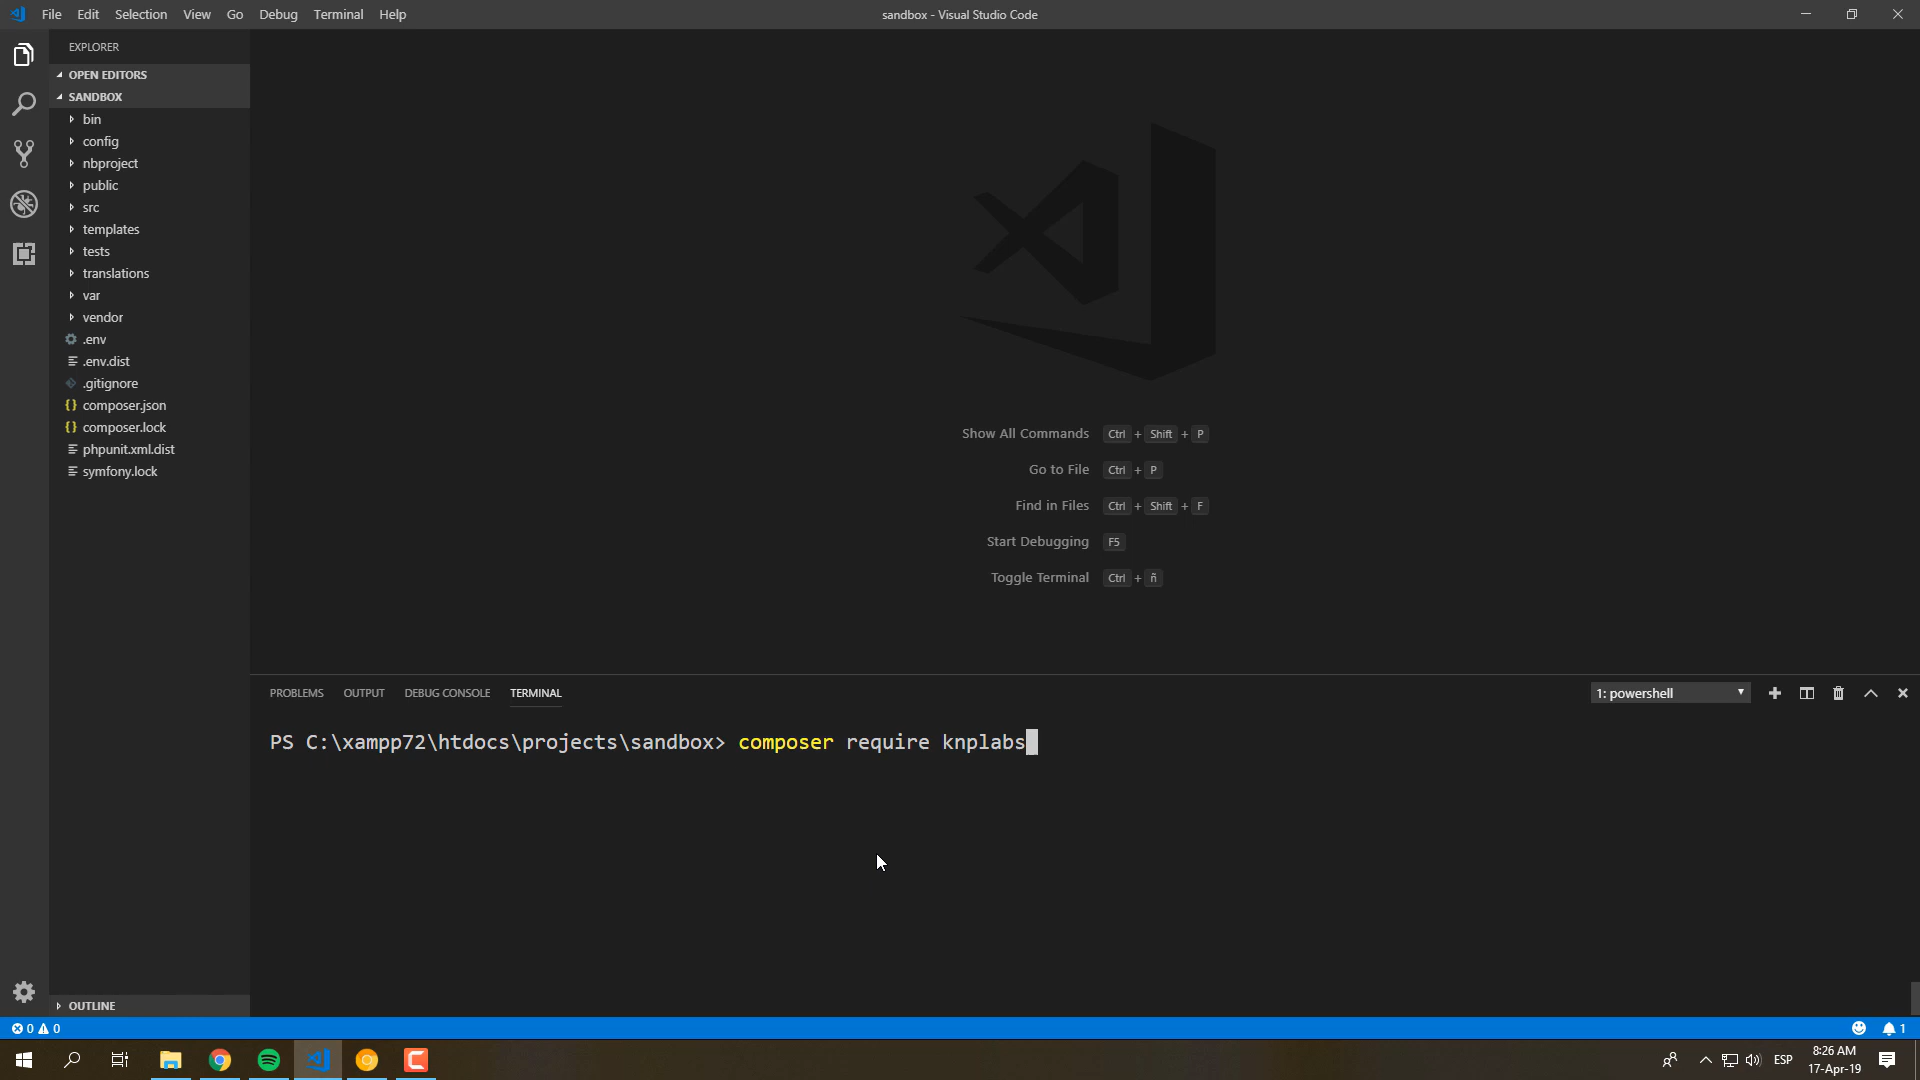 File Edit Selection View Go Debug Terminal Help
sandbox - Visual Studio Code
EXPLORER
OPEN EDITORS
SANDBOX
bin
config
nbproject
public
src
templates
tests
translations
var
vendor
.env
.env.dist
.gitignore
{} composer.json
{} composer.lock
phpunit.xml.dist
symfony.lock
OUTLINE
Show All Commands Ctrl + Shift + P
Go to File Ctrl + P
Find in Files Ctrl + Shift + F
Start Debugging F5
Toggle Terminal Ctrl + ñ
PROBLEMS OUTPUT DEBUG CONSOLE TERMINAL
1: powershell
PS C:\xampp72\htdocs\projects\sandbox> composer require knplabs
0 0
1
ESP
8:26 AM
17-Apr-19